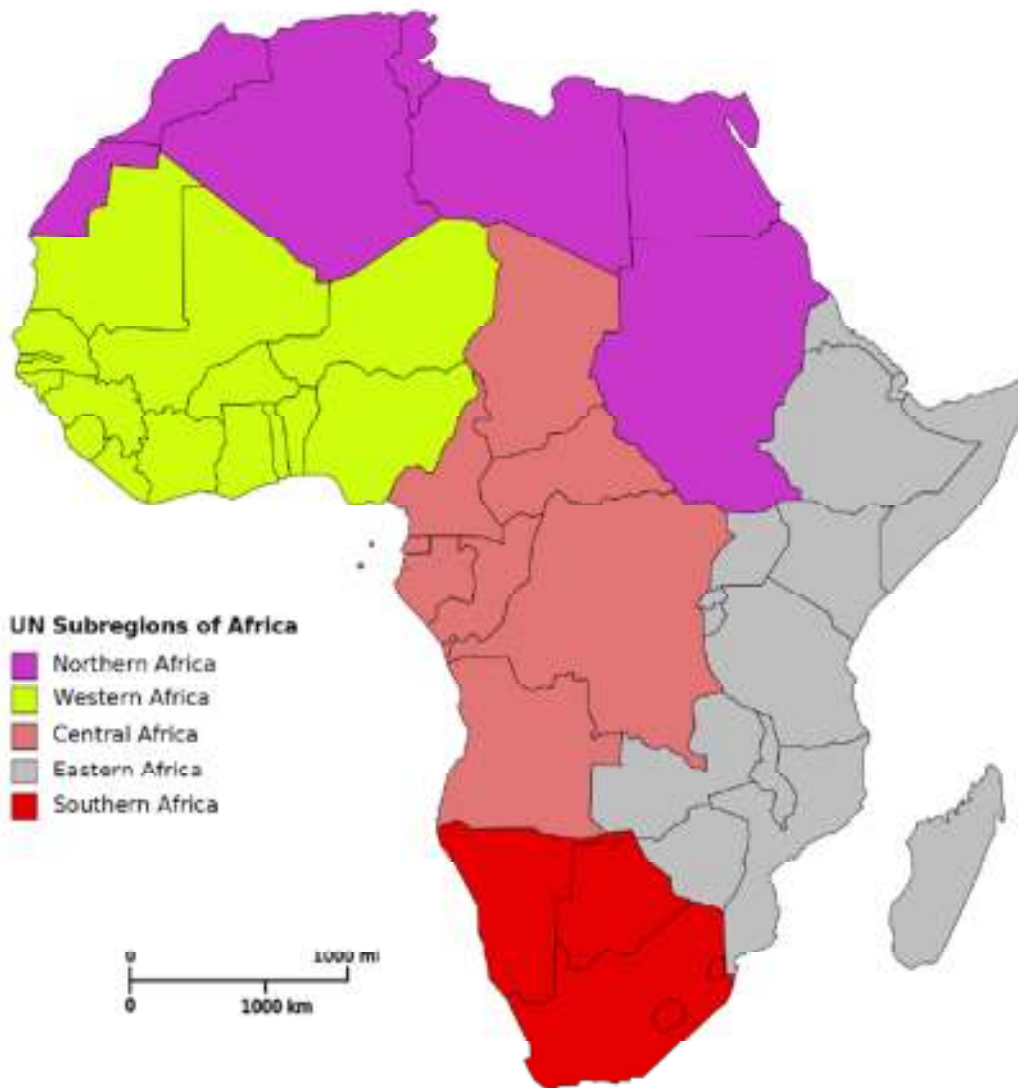 UN Subregions of Africa
Northern Africa
Western Africa
Central Africa
Eastern Africa
Southern Africa
0 1000 mi
0 1000 km